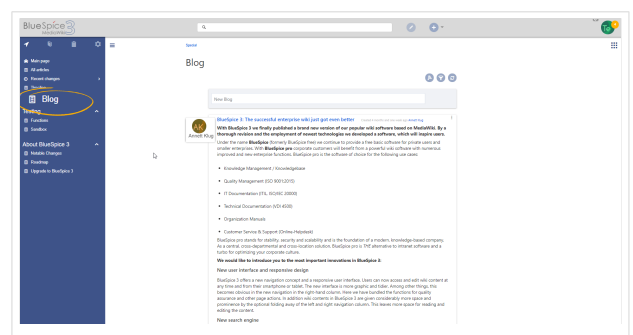 BlueSpice 3
MediaWiki
Te
Main page
All articles
Recent changes
Blog
Functions
Sandbox
About BlueSpice 3
Notable Changes
Roadmap
Upgrade to BlueSpice 3
Special
Blog
New Blog
AK
Anneth Klug
BlueSpice 3: The successful enterprise wiki just got even better
With BlueSpice 3 we finally published a brand new version of our popular wiki software based on MediaWiki. By a
thorough revision and the employment of newest technologies we developed a software, which will inspire users.
Under the name BlueSpice (formerly BlueSpice free) we continue to provide a free basic software for private users and
smaller enterprises. With BlueSpice pro corporate customers will benefit from a powerful wiki software with numerous
improved and new enterprise functions. BlueSpice pro is the software of choice for the following use cases:
• Knowledge Management / Knowledgebase
• Quality Management (ISO 9001:2015)
• IT Documentation (ITIL, ISO/IEC 20000)
• Technical Documentation (VDI 4500)
• Organization Manuals
• Customer Service & Support (Online-Helpdesk)
BlueSpice pro stands for stability, security and scalability and is the foundation of a modern, knowledge-based company.
As a central, cross-departmental and cross-location solution, BlueSpice pro is THE alternative to intranet software and a
turbo for optimising your corporate culture.
We would like to introduce you to the most important innovations in BlueSpice 3:
New user interface and responsive design
BlueSpice 3 offers a new navigation concept and a responsive user interface. Users can now access and edit wiki content at
any time and from their smartphone or tablet. The new interface is more graphic and tidier. Among other things, this
becomes obvious in the new navigation in the right-hand column. Here we have bundled the functions for quality
assurance and other page actions. In addition wiki contents in BlueSpice 3 are given considerably more space and
prominence by the optional folding away of the left and right navigation column. This leaves more space for reading and
editing the content.
New search engine